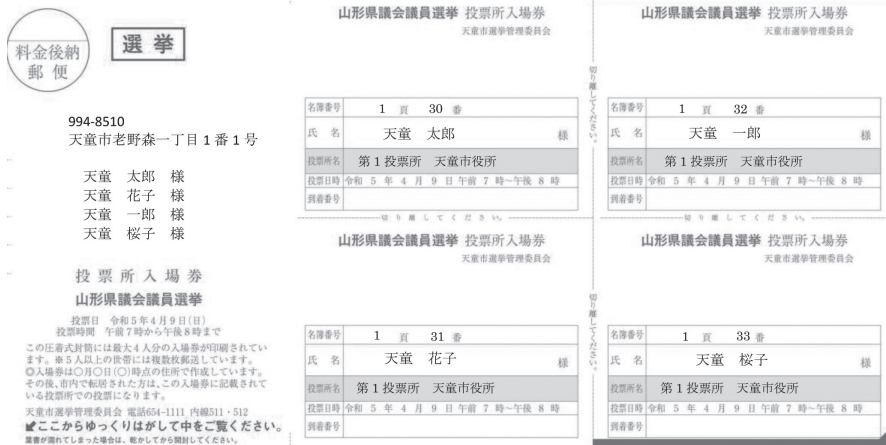 料金後納
郵便
選挙
994-8510
天童市老野森一丁目1番1号
天童 太郎 様
天童 花子 様
天童 一郎 様
天童 桜子 様
投票所入場券
山形県議会議員選挙
投票日 令和5年4月9日(日)
投票時間 午前7時から午後8時まで
この圧着式封筒には最大4人分の入場券が印刷されてい
ます。※5人以上の世帯には複数枚郵送しています。
◎入場券は○月○日(○)時点の住所で作成しています。
その後、市内で転居された方は、この入場券に記載されて
いる投票所での投票になります。
天童市選挙管理委員会 電話654-1111 内線511・512
ここからゆっくりはがして中をご覧ください。
葉書が濡れてしまった場合は、乾かしてから開封してください。
山形県議会議員選挙 投票所入場券
天童市選挙管理委員会
名簿番号 1 頁 30 番
氏名 天童 太郎 様
投票所名 第1投票所 天童市役所
投票日時 令和 5 年 4 月 9 日 午前 7 時~午後 8 時
到着番号
切り離してください。
山形県議会議員選挙 投票所入場券
天童市選挙管理委員会
名簿番号 1 頁 32 番
氏名 天童 一郎 様
投票所名 第1投票所 天童市役所
投票日時 令和 5 年 4 月 9 日 午前 7 時~午後 8 時
到着番号
切り離してください。
切り離してください。
山形県議会議員選挙 投票所入場券
天童市選挙管理委員会
名簿番号 1 頁 31 番
氏名 天童 花子 様
投票所名 第1投票所 天童市役所
投票日時 令和 5 年 4 月 9 日 午前 7 時~午後 8 時
到着番号
切り離してください。
山形県議会議員選挙 投票所入場券
天童市選挙管理委員会
名簿番号 1 頁 33 番
氏名 天童 桜子 様
投票所名 第1投票所 天童市役所
投票日時 令和 5 年 4 月 9 日 午前 7 時~午後 8 時
到着番号